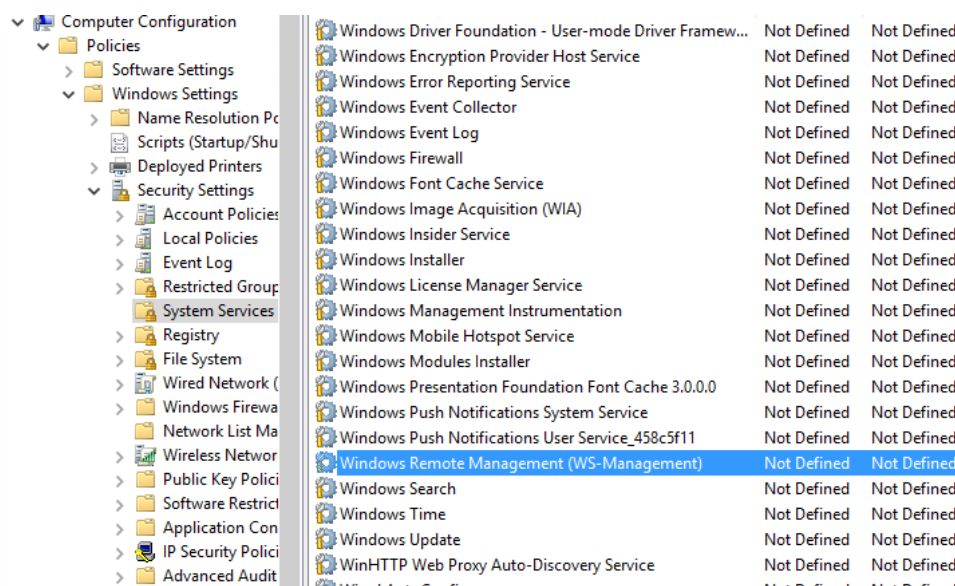 Computer Configuration
Policies
Software Settings
Windows Settings
Name Resolution Pc
Scripts (Startup/Shu
Deployed Printers
Security Settings
Account Policies
Local Policies
Event Log
Restricted Group
System Services
Registry
File System
Wired Network (
Windows Firewa
Network List Ma
Wireless Networ
Public Key Polici
Software Restrict
Application Con
IP Security Polici
Advanced Audit
Windows Driver Foundation - User-mode Driver Framew... Not Defined Not Defined
Windows Encryption Provider Host Service Not Defined Not Defined
Windows Error Reporting Service Not Defined Not Defined
Windows Event Collector Not Defined Not Defined
Windows Event Log Not Defined Not Defined
Windows Firewall Not Defined Not Defined
Windows Font Cache Service Not Defined Not Defined
Windows Image Acquisition (WIA) Not Defined Not Defined
Windows Insider Service Not Defined Not Defined
Windows Installer Not Defined Not Defined
Windows License Manager Service Not Defined Not Defined
Windows Management Instrumentation Not Defined Not Defined
Windows Mobile Hotspot Service Not Defined Not Defined
Windows Modules Installer Not Defined Not Defined
Windows Presentation Foundation Font Cache 3.0.0.0 Not Defined Not Defined
Windows Push Notifications System Service Not Defined Not Defined
Windows Push Notifications User Service_458c5f11 Not Defined Not Defined
Windows Remote Management (WS-Management) Not Defined Not Defined
Windows Search Not Defined Not Defined
Windows Time Not Defined Not Defined
Windows Update Not Defined Not Defined
WinHTTP Web Proxy Auto-Discovery Service Not Defined Not Defined